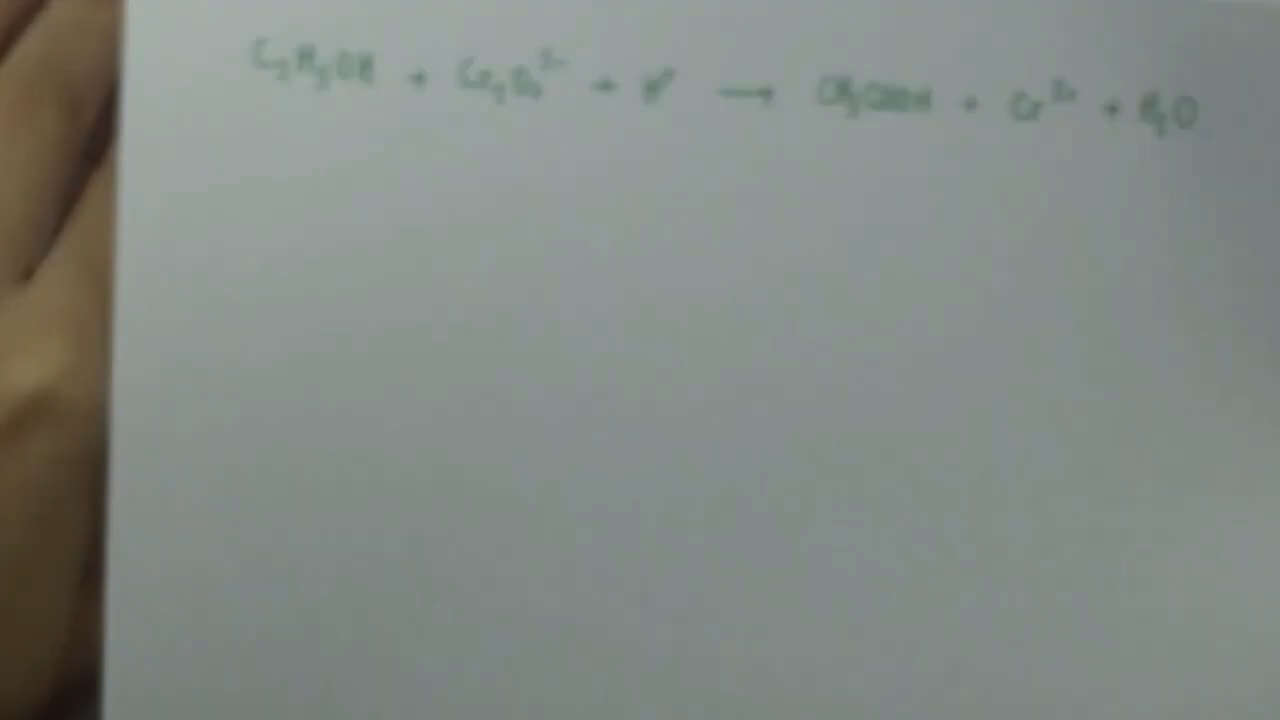 C₂H₅OH + Cr₂O₇²⁻ + H⁺ → CH₃COOH + Cr³⁺ + H₂O